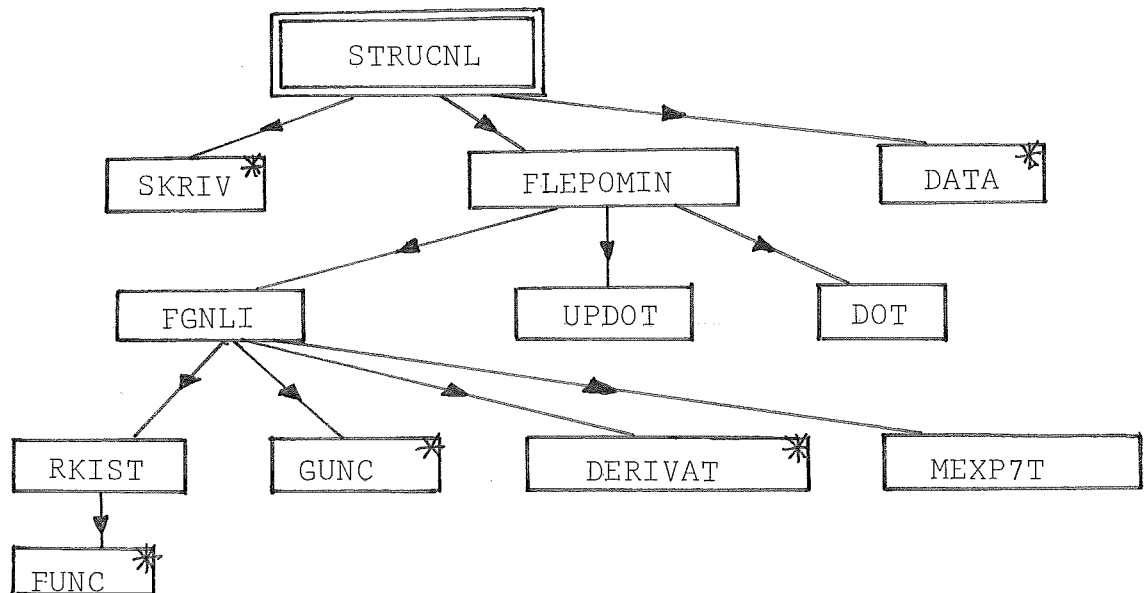 STRUCNL
SKRIV*
FLEPOMIN
DATA*
FGNLI
UPDOT
DOT
RKIST
GUNC*
DERIVAT*
MEXP7T
FUNC*